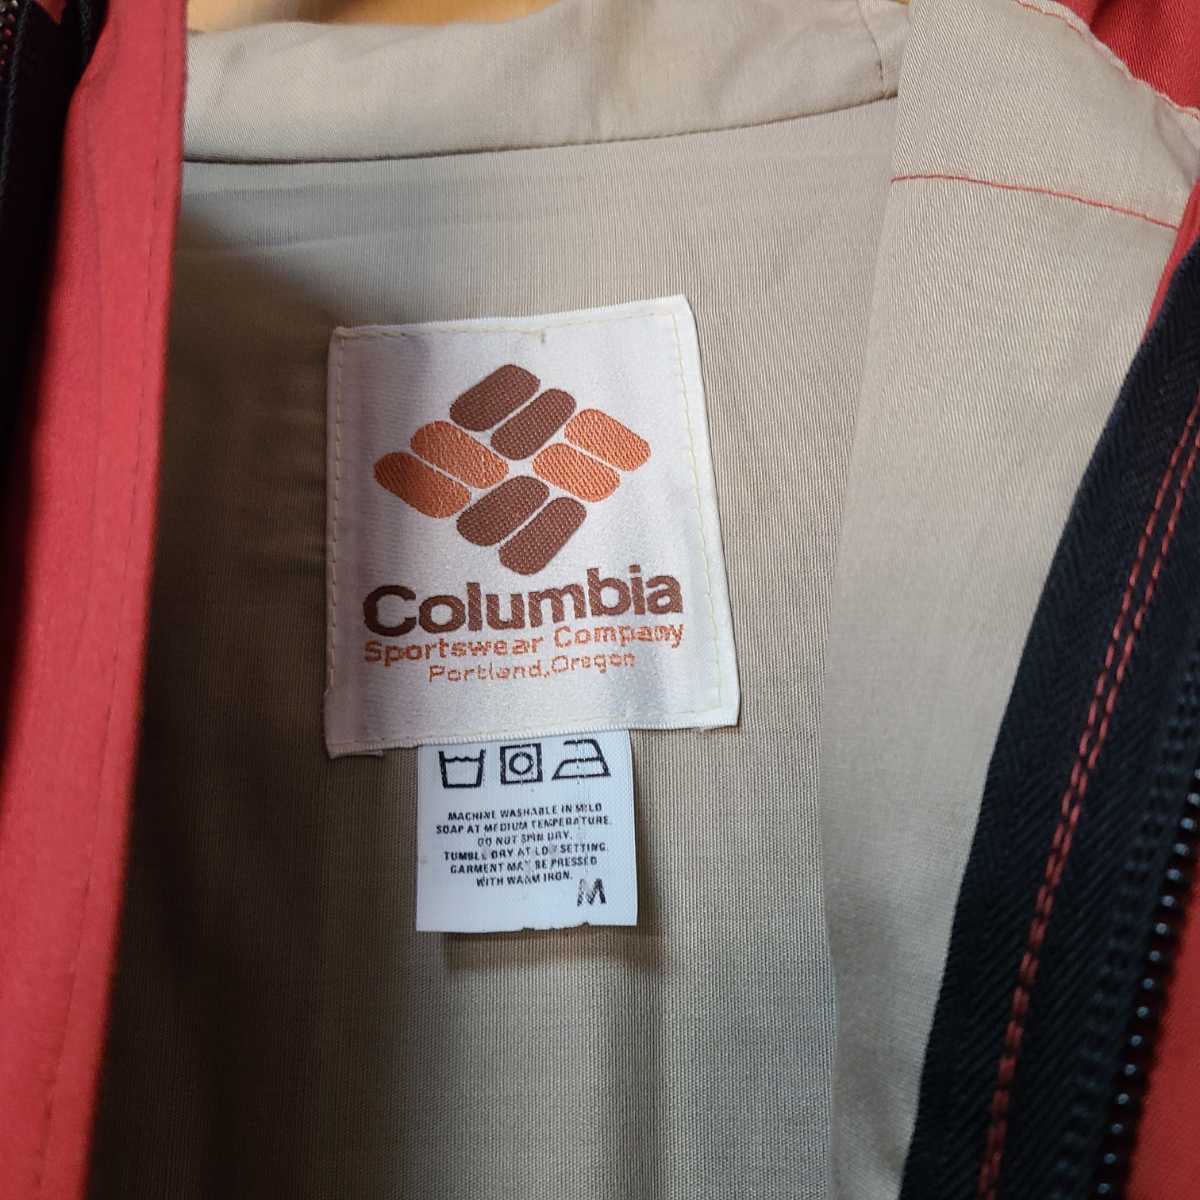 Columbia
Sportswear Company
Portland, Oregon
MACHINE WASHABLE IN MILD
SOAP AT MEDIUM TEMPERATURE.
DO NOT SPIN DRY.
TUMBLE DRY AT LOW SETTING.
GARMENT MAY BE PRESSED
WITH WARM IRON.
M